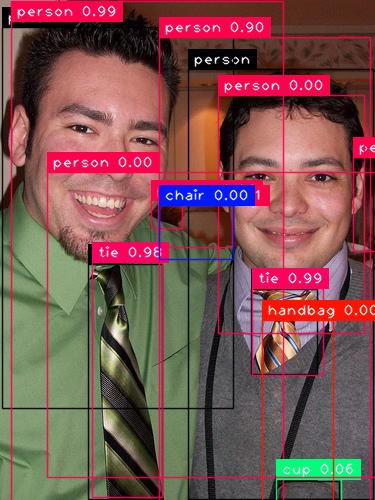 person 0.99
person 0.90
person
person 0.00
person 0.00
chair 0.00
tie 0.98
tie 0.99
handbag 0.00
cup 0.06